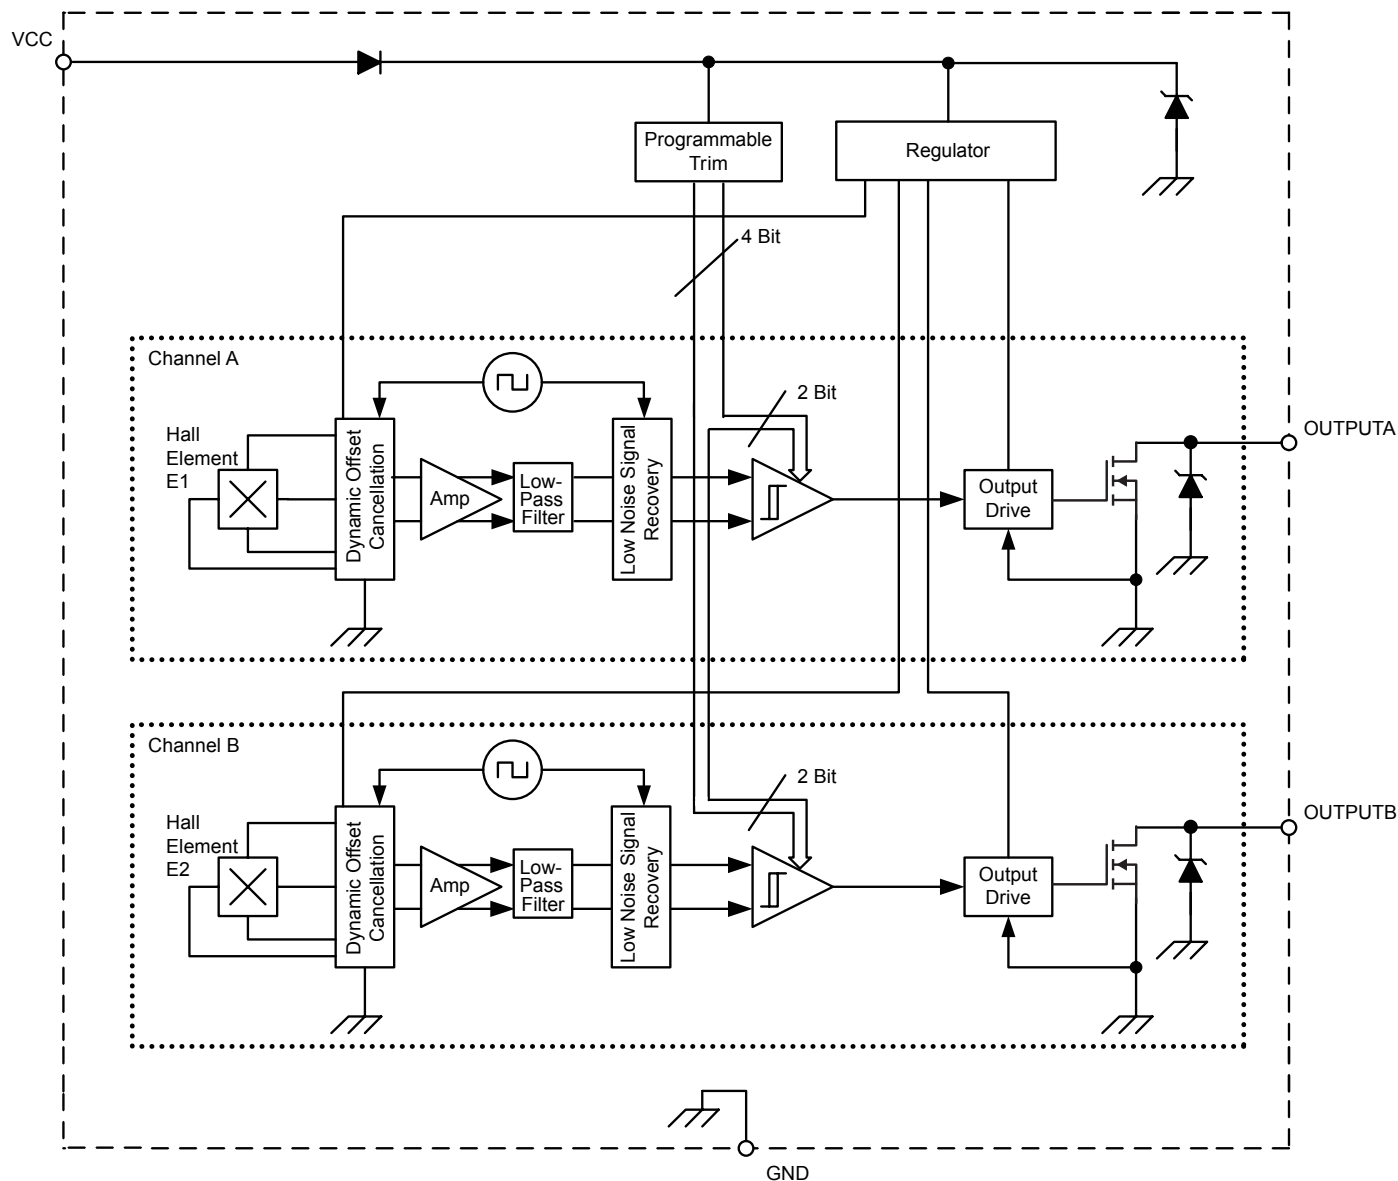 VCC
Programmable
Trim
Regulator
4 Bit
Channel A
2 Bit
Hall
Element
E1
Dynamic Offset
Cancellation
Amp
Low-
Pass
Filter
Low Noise Signal
Recovery
Output
Drive
OUTPUTA
Channel B
2 Bit
Hall
Element
E2
Dynamic Offset
Cancellation
Amp
Low-
Pass
Filter
Low Noise Signal
Recovery
Output
Drive
OUTPUTB
GND